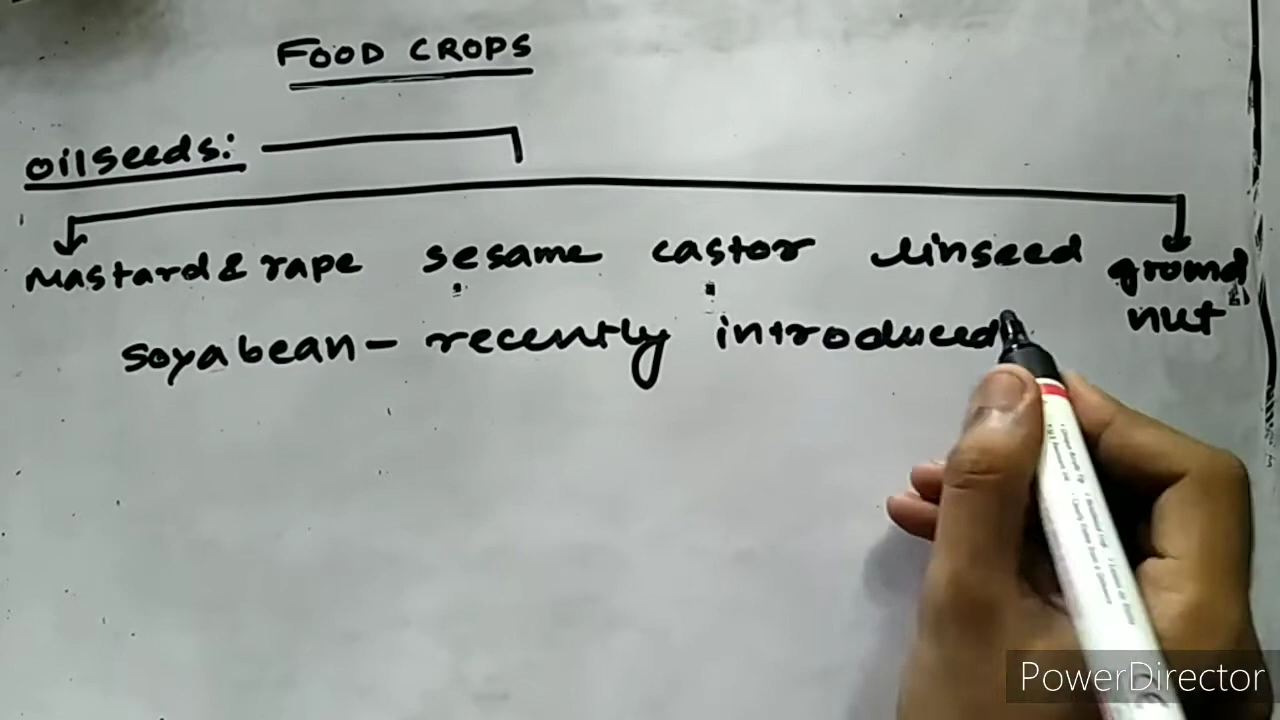 FOOD CROPS
oilseeds:
Mastard & rape sesame castor linseed ground nut
soyabean - recently introduced
PowerDirector